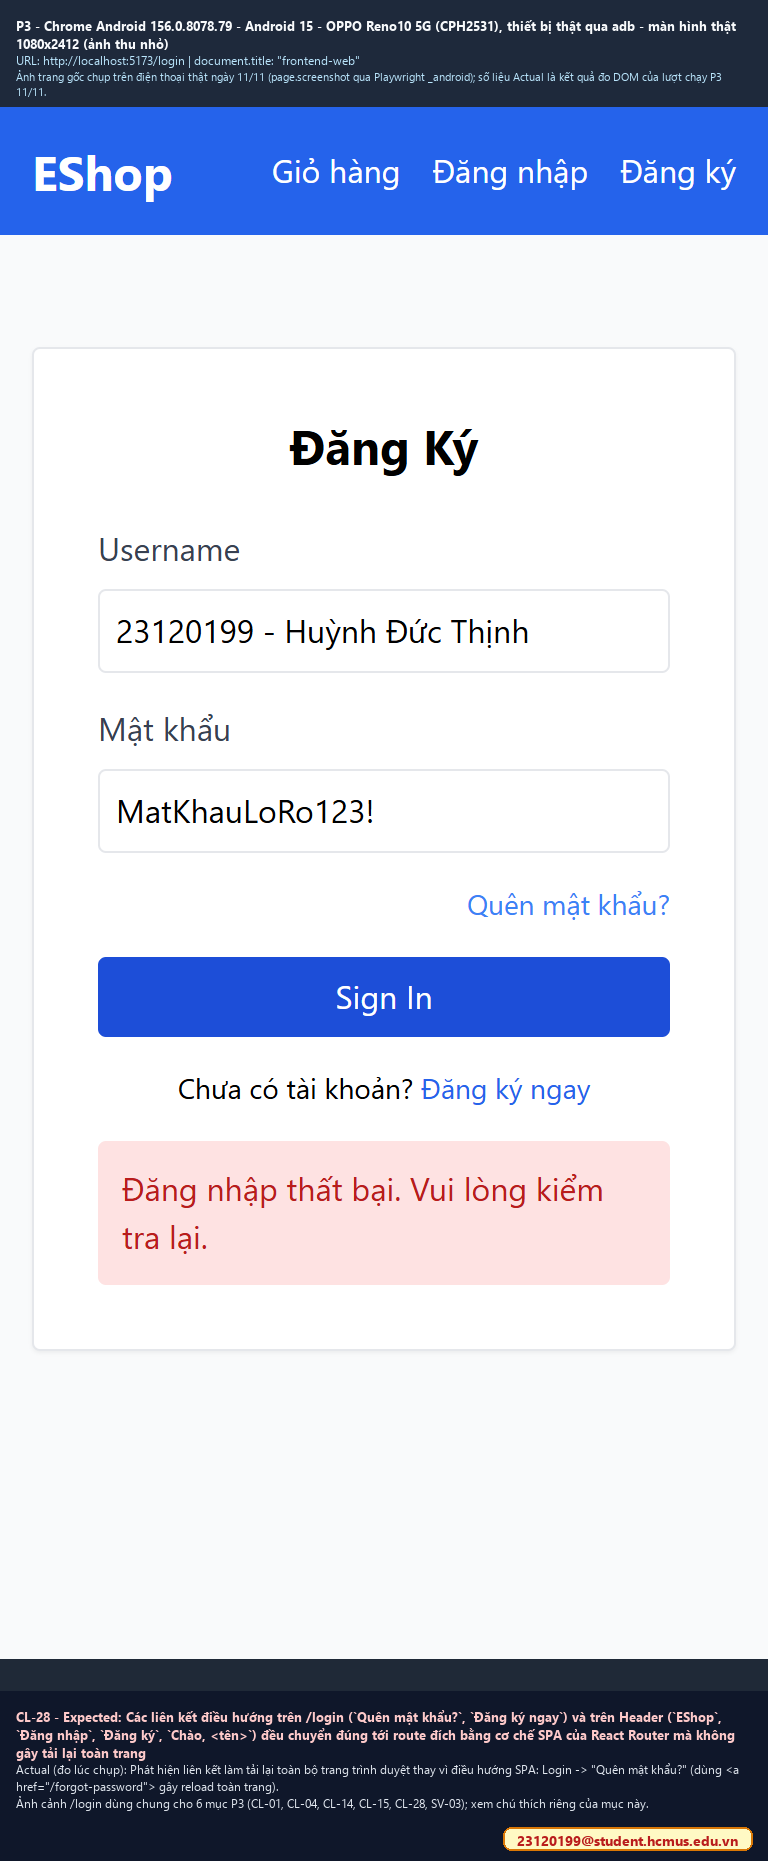 P3 - Chrome Android 156.0.8078.79 - Android 15 - OPPO Reno10 5G (CPH2531), thiết bị thật qua adb - màn hình thật
1080x2412 (ảnh thu nhỏ)
URL: http://localhost:5173/login | document.title: "frontend-web"
Ảnh trang gốc chụp trên điện thoại thật ngày 11/11 (page.screenshot qua Playwright _android); số liệu Actual là kết quả đo DOM của lượt chạy P3
11/11.
EShop
Giỏ hàng Đăng nhập Đăng ký
Đăng Ký
Username
23120199 - Huỳnh Đức Thịnh
Mật khẩu
MatKhauLoRo123!
Quên mật khẩu?
Sign In
Chưa có tài khoản? Đăng ký ngay
Đăng nhập thất bại. Vui lòng kiểm
tra lại.
CL-28 - Expected: Các liên kết điều hướng trên /login (`Quên mật khẩu?`, `Đăng ký ngay`) và trên Header (`EShop`,
`Đăng nhập`, `Đăng ký`, `Chào, <tên>`) đều chuyển đúng tới route đích bằng cơ chế SPA của React Router mà không
gây tải lại toàn trang
Actual (đo lúc chụp): Phát hiện liên kết làm tải lại toàn bộ trang trình duyệt thay vì điều hướng SPA: Login -> "Quên mật khẩu?" (dùng <a
href="/forgot-password"> gây reload toàn trang).
Ảnh cảnh /login dùng chung cho 6 mục P3 (CL-01, CL-04, CL-14, CL-15, CL-28, SV-03); xem chú thích riêng của mục này.
23120199@student.hcmus.edu.vn